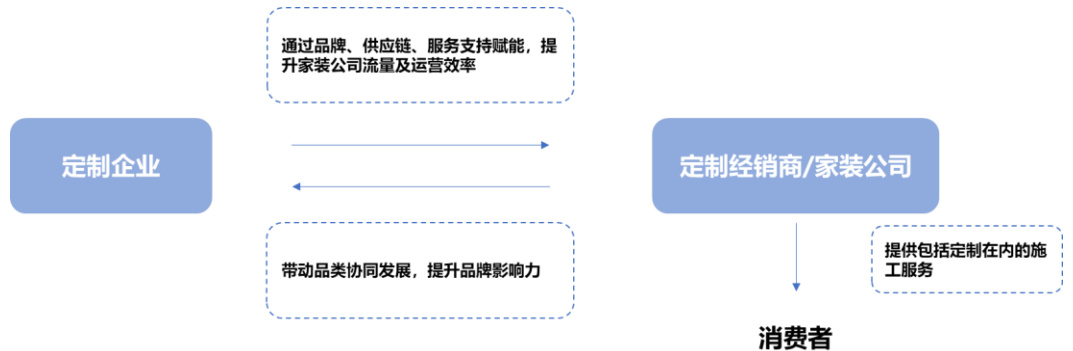 通过品牌、供应链、服务支持赋能，提
升家装公司流量及运营效率
定制企业
定制经销商/家装公司
带动品类协同发展，提升品牌影响力
提供包括定制在内的施
工服务
消费者